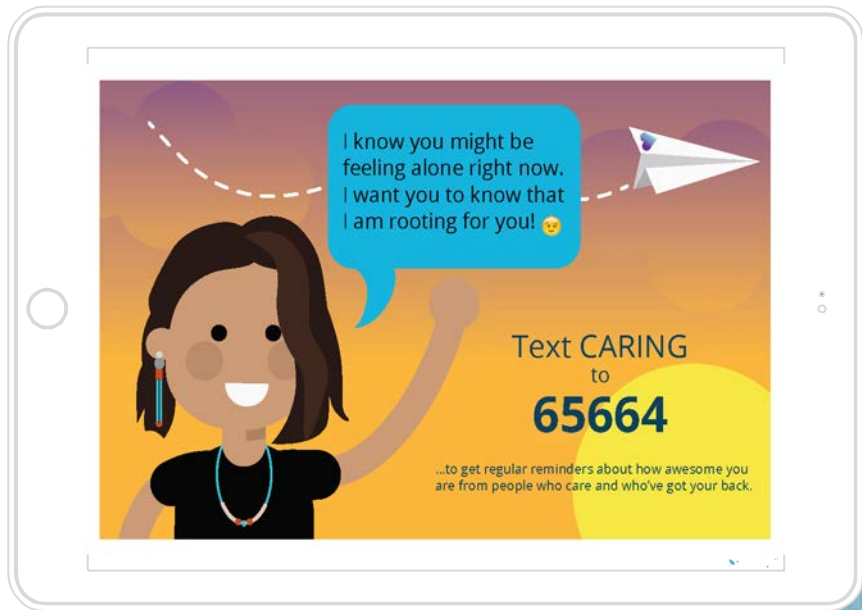 I know you might be
feeling alone right now.
I want you to know that
I am rooting for you!
Text CARING
to
65664
...to get regular reminders about how awesome you
are from people who care and who've got your back.